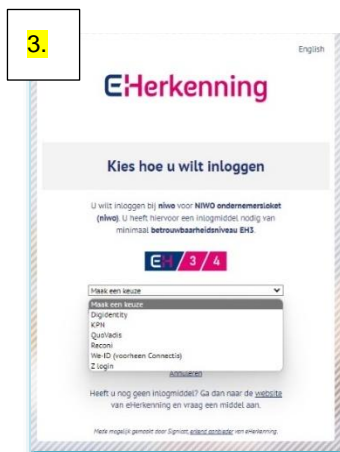 3.
English
EHerkenning
Kies hoe u wilt inloggen
U wilt inloggen bij niwo voor NIWO ondernemersloket
(niwo). U heeft hiervoor een inlogmiddel nodig van
minimaal betrouwbaarheidsniveau EH3.
EH / 3 / 4
Maak een keuze
Maak een keuze
Digidentity
KPN
QuoVadis
Reconi
We-ID (voorheen Connectis)
Z login
Annuleren
Heeft u nog geen inlogmiddel? Ga dan naar de website
van eHerkenning en vraag een middel aan.
Mede mogelijk gemaakt door Signicat, erkend aanbieder van eHerkenning.